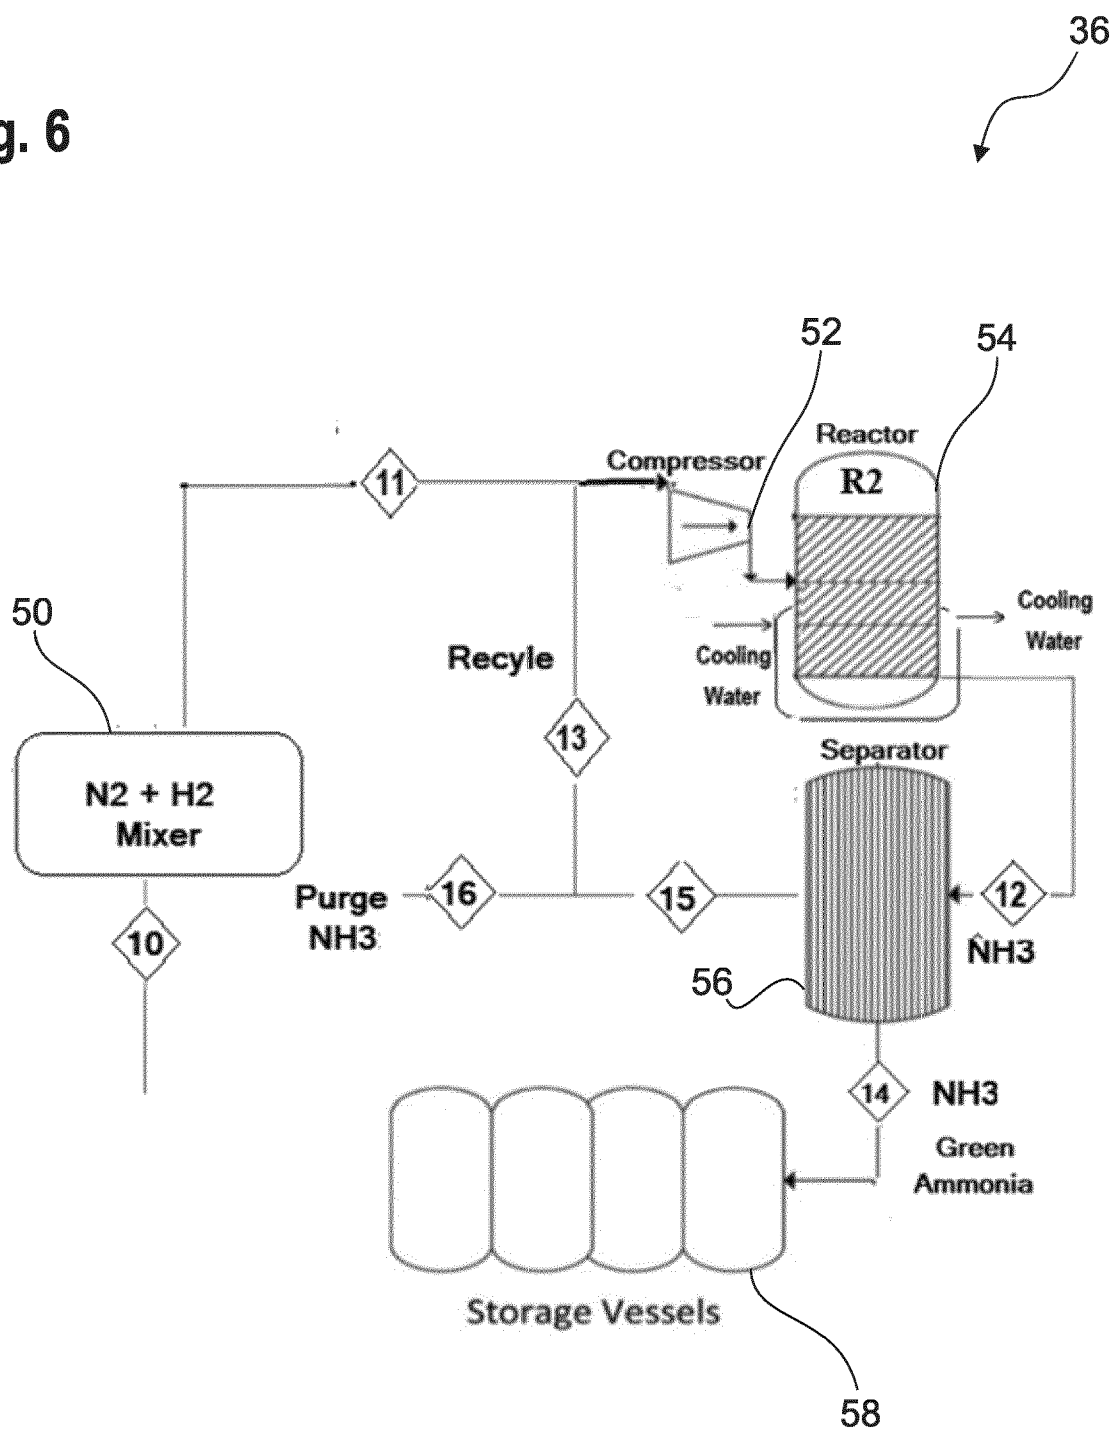 36
g. 6
52
54
Reactor
Compressor
R2
11
50
Cooling
Water
Recyle
Cooling
Water
13
Separator
N2 + H2
Mixer
Purge
NH3
16
15
12
NH3
10
56
14
NH3
Green
Ammonia
Storage Vessels
58